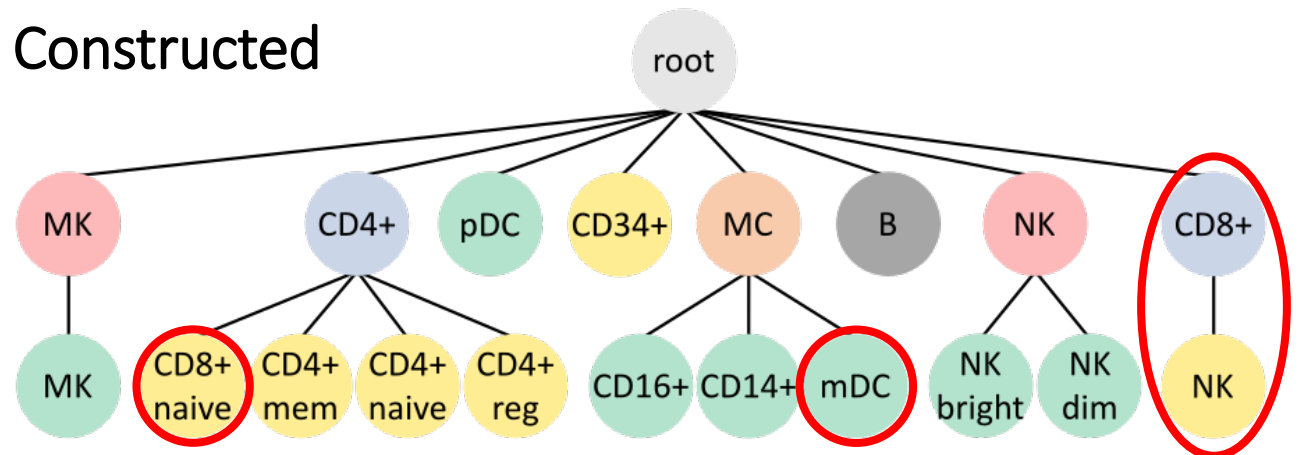 Constructed
root
MK
CD4+
pDC
CD34+
MC
B
NK
CD8+
MK
CD8+
naive
CD4+
mem
CD4+
naive
CD4+
reg
CD16+
CD14+
mDC
NK
bright
NK
dim
NK